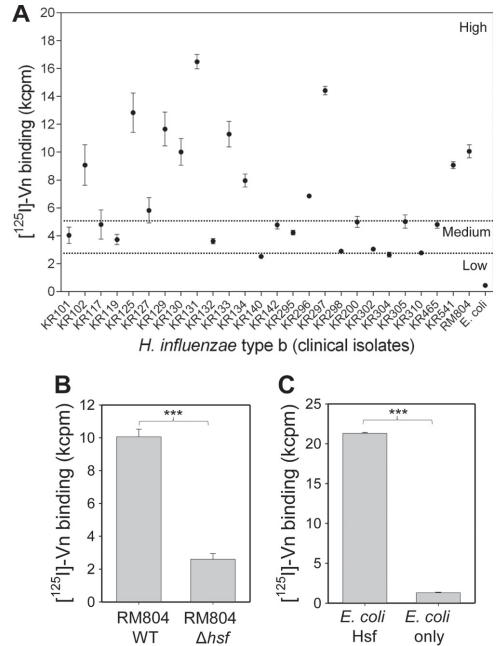 A
20
18
16
14
12
10
8
6
4
2
0
[125I]-Vn binding (kcpm)
High
Medium
Low
KR101 KR102 KR117 KR119 KR125 KR127 KR129 KR130 KR131 KR132 KR133 KR134 KR140 KR142 KR295 KR296 KR297 KR298 KR200 KR302 KR304 KR305 KR310 KR465 KR541 RM804 E. coli
H. influenzae type b (clinical isolates)
B
12
10
8
6
4
2
0
[125I]-Vn binding (kcpm)
***
RM804 RM804
WT Δhsf
C
25
20
15
10
5
0
[125I]-Vn binding (kcpm)
***
E. coli E. coli
Hsf only